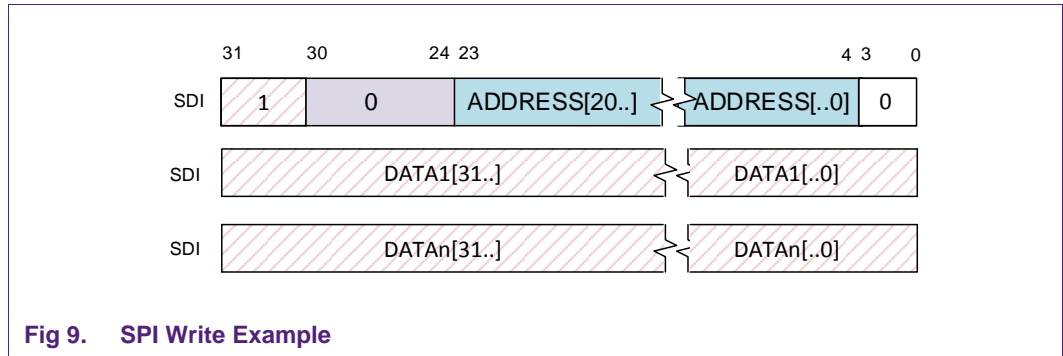 31 30 24 23 4 3 0
SDI 1 0 ADDRESS[20..] ADDRESS[..0] 0
SDI DATA1[31..] DATA1[..0]
SDI DATAn[31..] DATAn[..0]
Fig 9. SPI Write Example